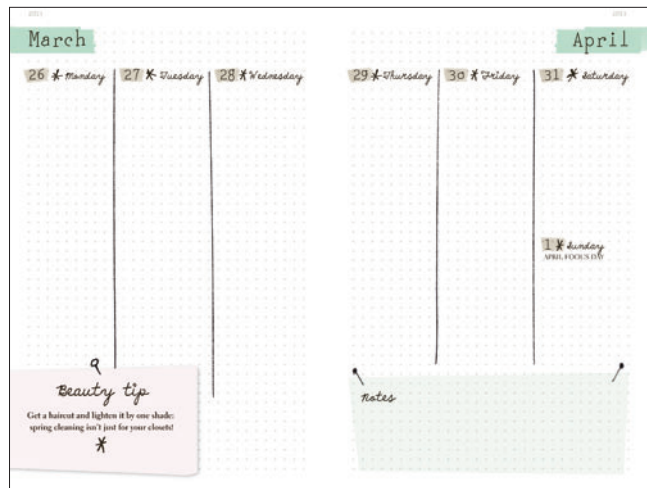 March
April
26 * Monday
27 * Tuesday
28 * Wednesday
29 * Thursday
30 * Friday
31 * Saturday
1 * Sunday
APRIL FOOL'S DAY
Beauty tip
Get a haircut and lighten it by one shade:
spring cleaning isn't just for your closets!
*
notes